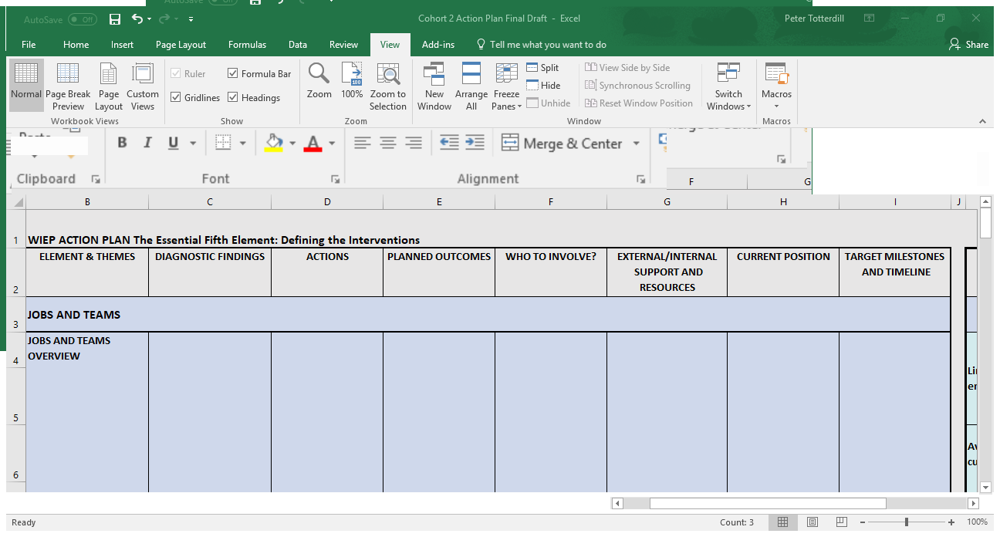 AutoSave Off
AutoSave Off
Cohort 2 Action Plan Final Draft - Excel
Peter Totterdill
File Home Insert Page Layout Formulas Data Review View Add-ins Tell me what you want to do Share
Normal Page Break Preview Page Layout Custom Views
Ruler Formula Bar
Gridlines Headings
Zoom 100% Zoom to Selection
New Window Arrange All Freeze Panes
Split View Side by Side
Hide Synchronous Scrolling
Unhide Reset Window Position
Switch Windows Macros
Workbook Views Show Zoom Window Macros
B I U A Merge & Center
Clipboard Font Alignment
F G
B C D E F G H I J
1 WIEP ACTION PLAN The Essential Fifth Element: Defining the Interventions
ELEMENT & THEMES DIAGNOSTIC FINDINGS ACTIONS PLANNED OUTCOMES WHO TO INVOLVE? EXTERNAL/INTERNAL CURRENT POSITION TARGET MILESTONES
SUPPORT AND AND TIMELINE
2 RESOURCES
3 JOBS AND TEAMS
JOBS AND TEAMS
4 OVERVIEW
5
6
Ready Count: 3 100%